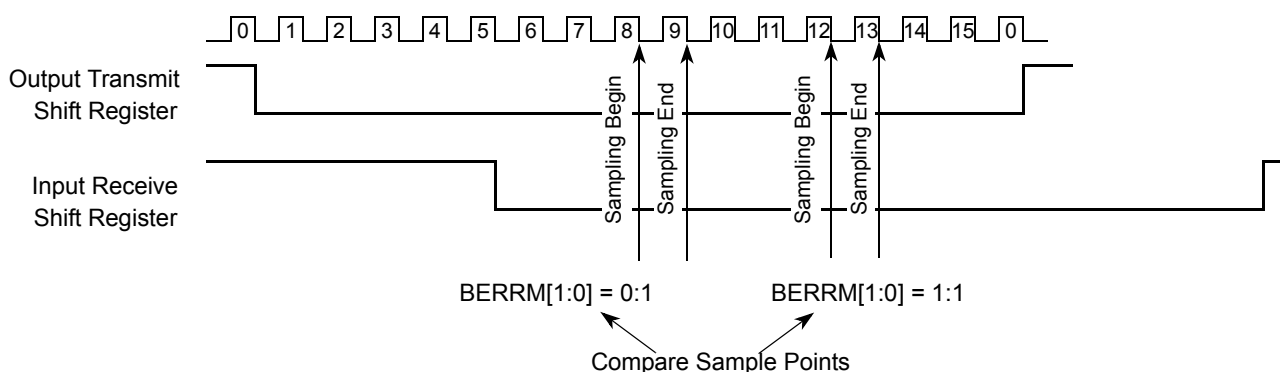 0 1 2 3 4 5 6 7 8 9 10 11 12 13 14 15 0
Output Transmit
Shift Register
Sampling Begin
Sampling End
Sampling Begin
Sampling End
Input Receive
Shift Register
BERRM[1:0] = 0:1 BERRM[1:0] = 1:1
Compare Sample Points